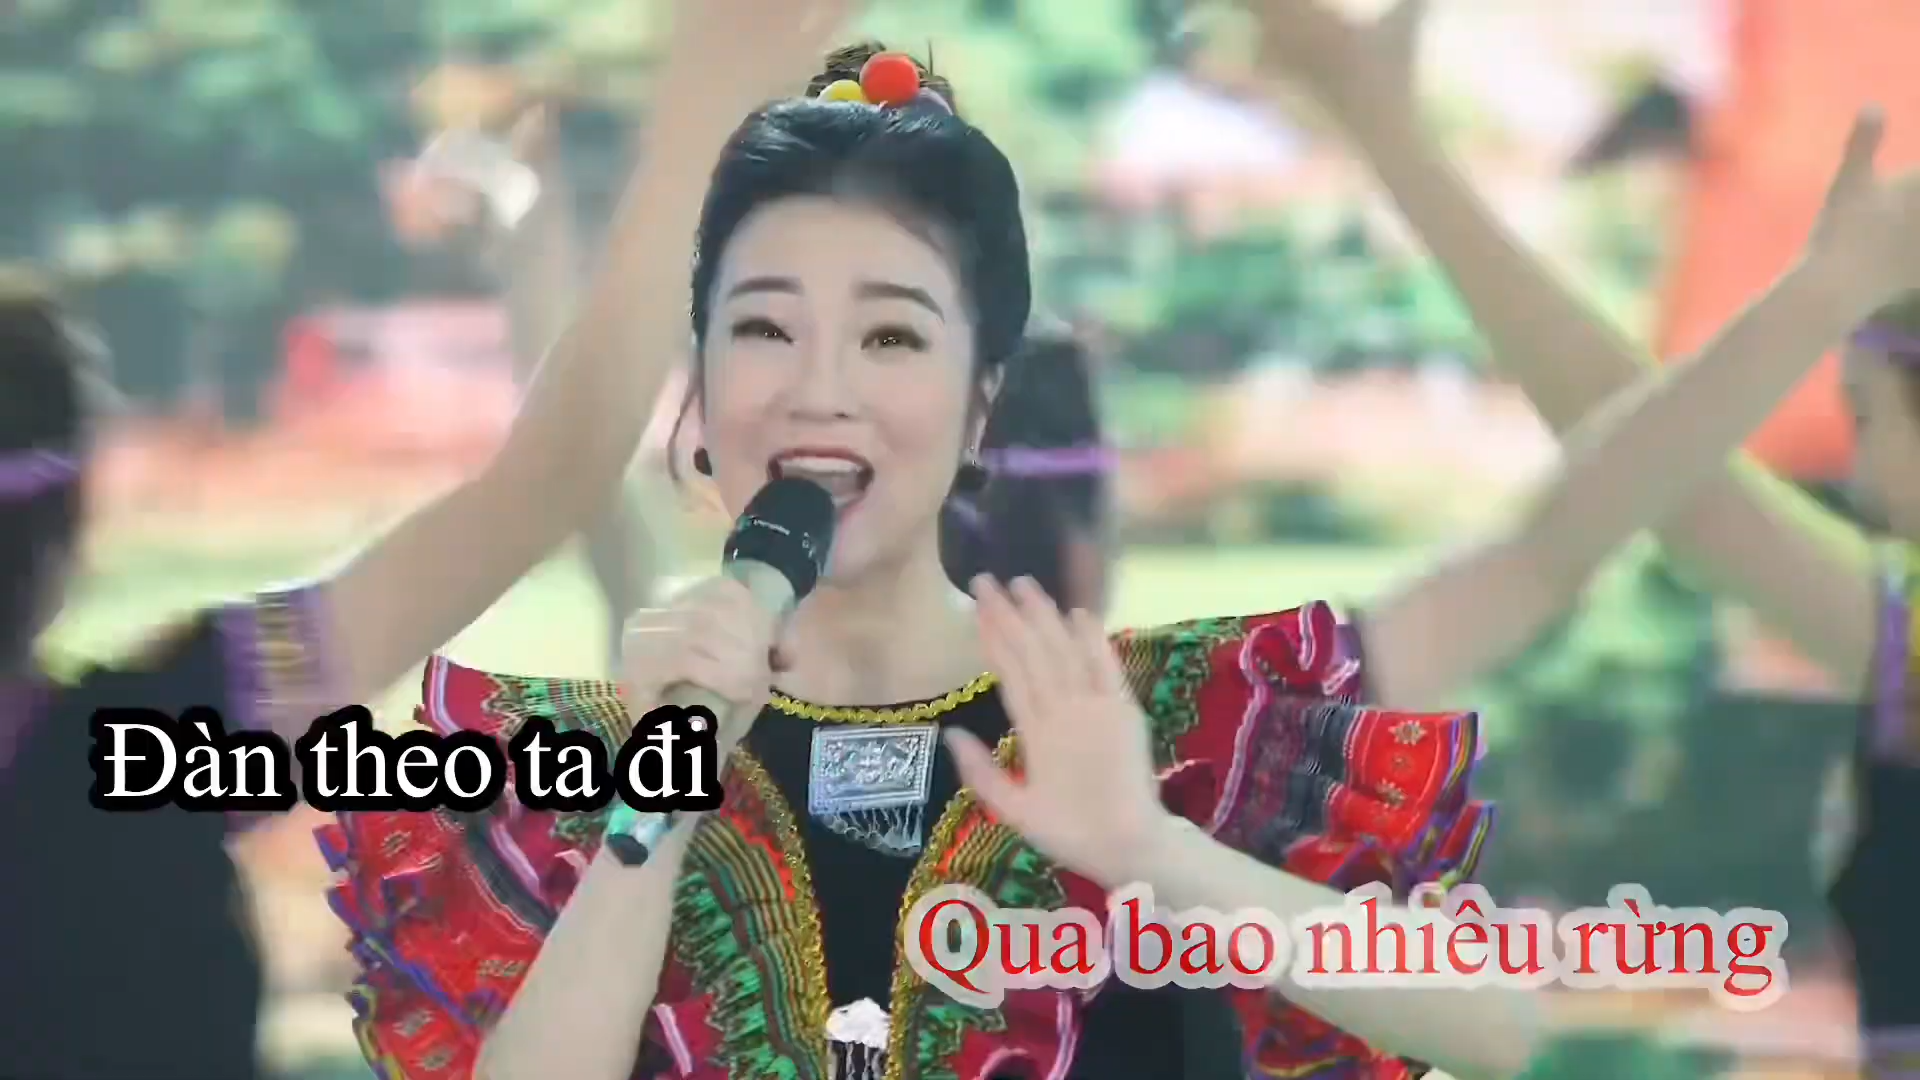 Đàn theo ta đi
Qua bao nhiêu rừng